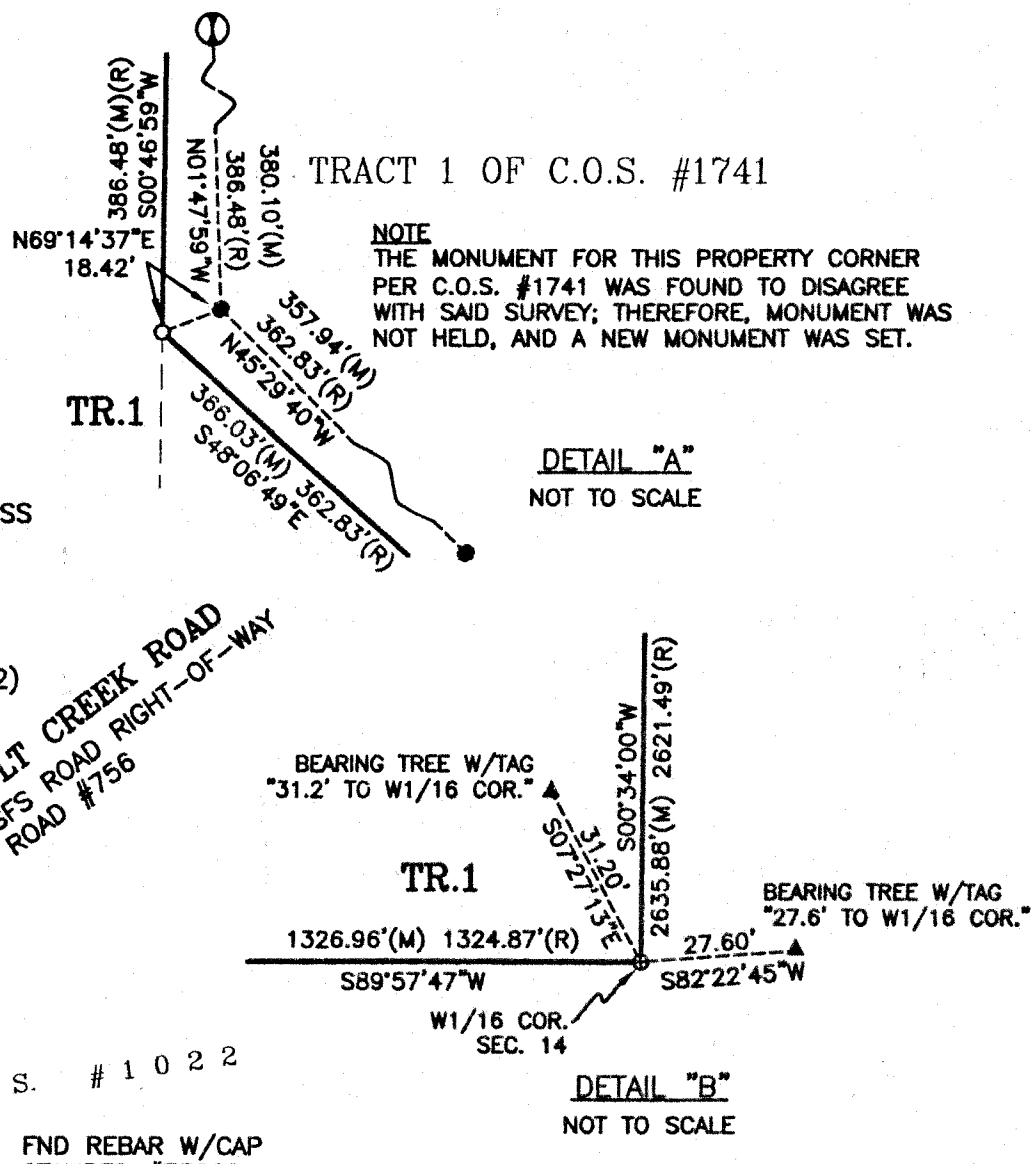 386.48'(M)(R)
S00°46'59"W
N01°47'59"W
386.48'(R)
380.10'(M)
TRACT 1 OF C.O.S. #1741
N69°14'37"E
18.42'
NOTE
THE MONUMENT FOR THIS PROPERTY CORNER
PER C.O.S. #1741 WAS FOUND TO DISAGREE
WITH SAID SURVEY; THEREFORE, MONUMENT WAS
NOT HELD, AND A NEW MONUMENT WAS SET.
357.94'(M)
362.83'(R)
N45°29'40"W
TR.1
366.03'(M) 362.83'(R)
S48°06'49"E
DETAIL "A"
NOT TO SCALE
SS
2)
LT CREEK ROAD
SFS ROAD RIGHT-OF-WAY
ROAD #756
BEARING TREE W/TAG
"31.2' TO W1/16 COR."
31.20'
S07°27'13"E
S00°34'00"W
2635.88'(M) 2621.49'(R)
TR.1
BEARING TREE W/TAG
"27.6' TO W1/16 COR."
1326.96'(M) 1324.87'(R)
S89°57'47"W
27.60'
S82°22'45"W
W1/16 COR.
SEC. 14
DETAIL "B"
NOT TO SCALE
S. #1022
FND REBAR W/CAP